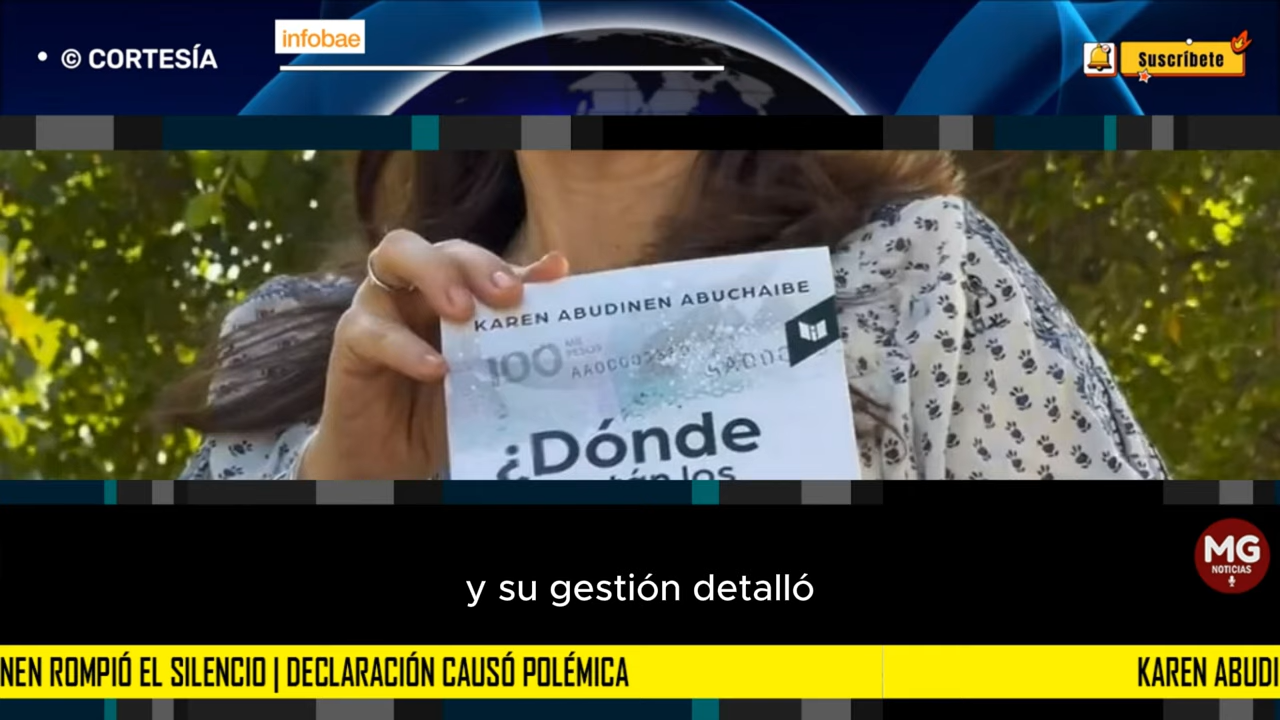 • © CORTESÍA
infobae
Suscríbete
KAREN ABUDINEN ABUCHAIBE
100 MIL PESOS
¿Dónde
los
y su gestión detalló
MG
NOTICIAS
NEN ROMPIÓ EL SILENCIO | DECLARACIÓN CAUSÓ POLÉMICA
KAREN ABUDI